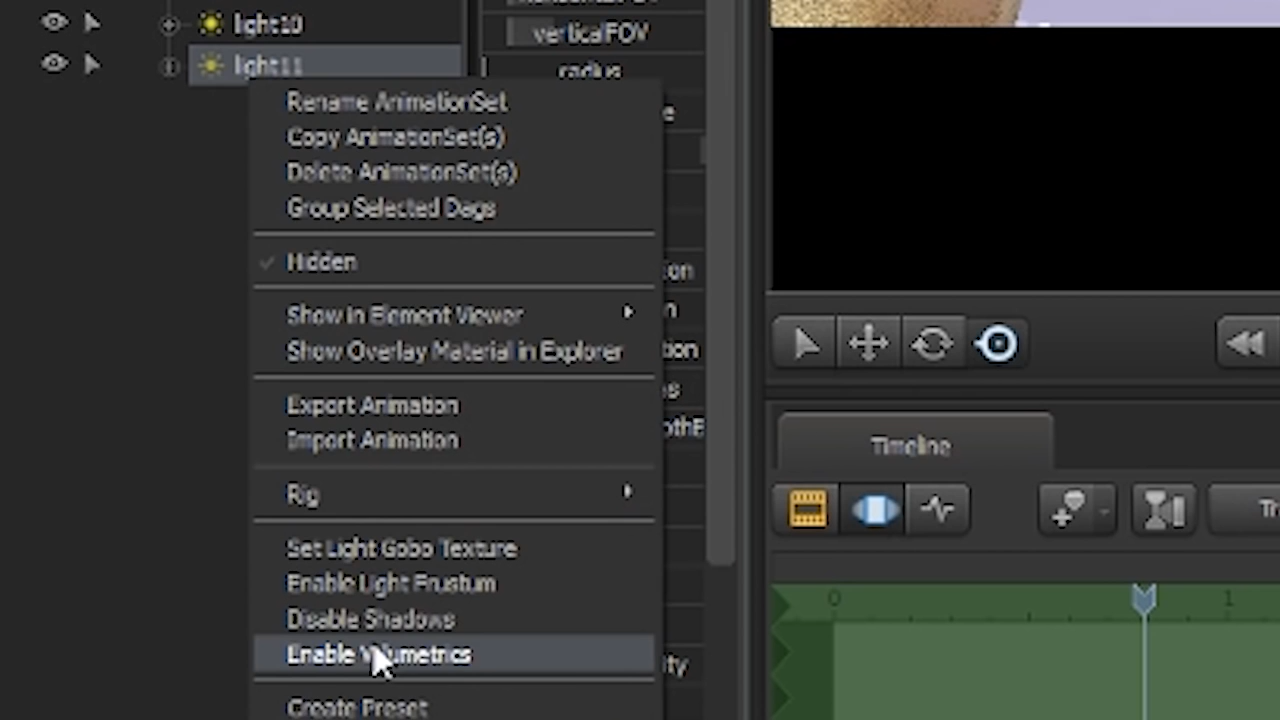 light10
light11
verticalFOV
radius
Rename AnimationSet
Copy AnimationSet(s)
Delete AnimationSet(s)
Group Selected Dags
Hidden
Show in Element Viewer
Show Overlay Material in Explorer
Export Animation
Import Animation
Rig
Set Light Gobo Texture
Enable Light Frustum
Disable Shadows
Enable Volumetrics
Create Preset
Timeline
0
1